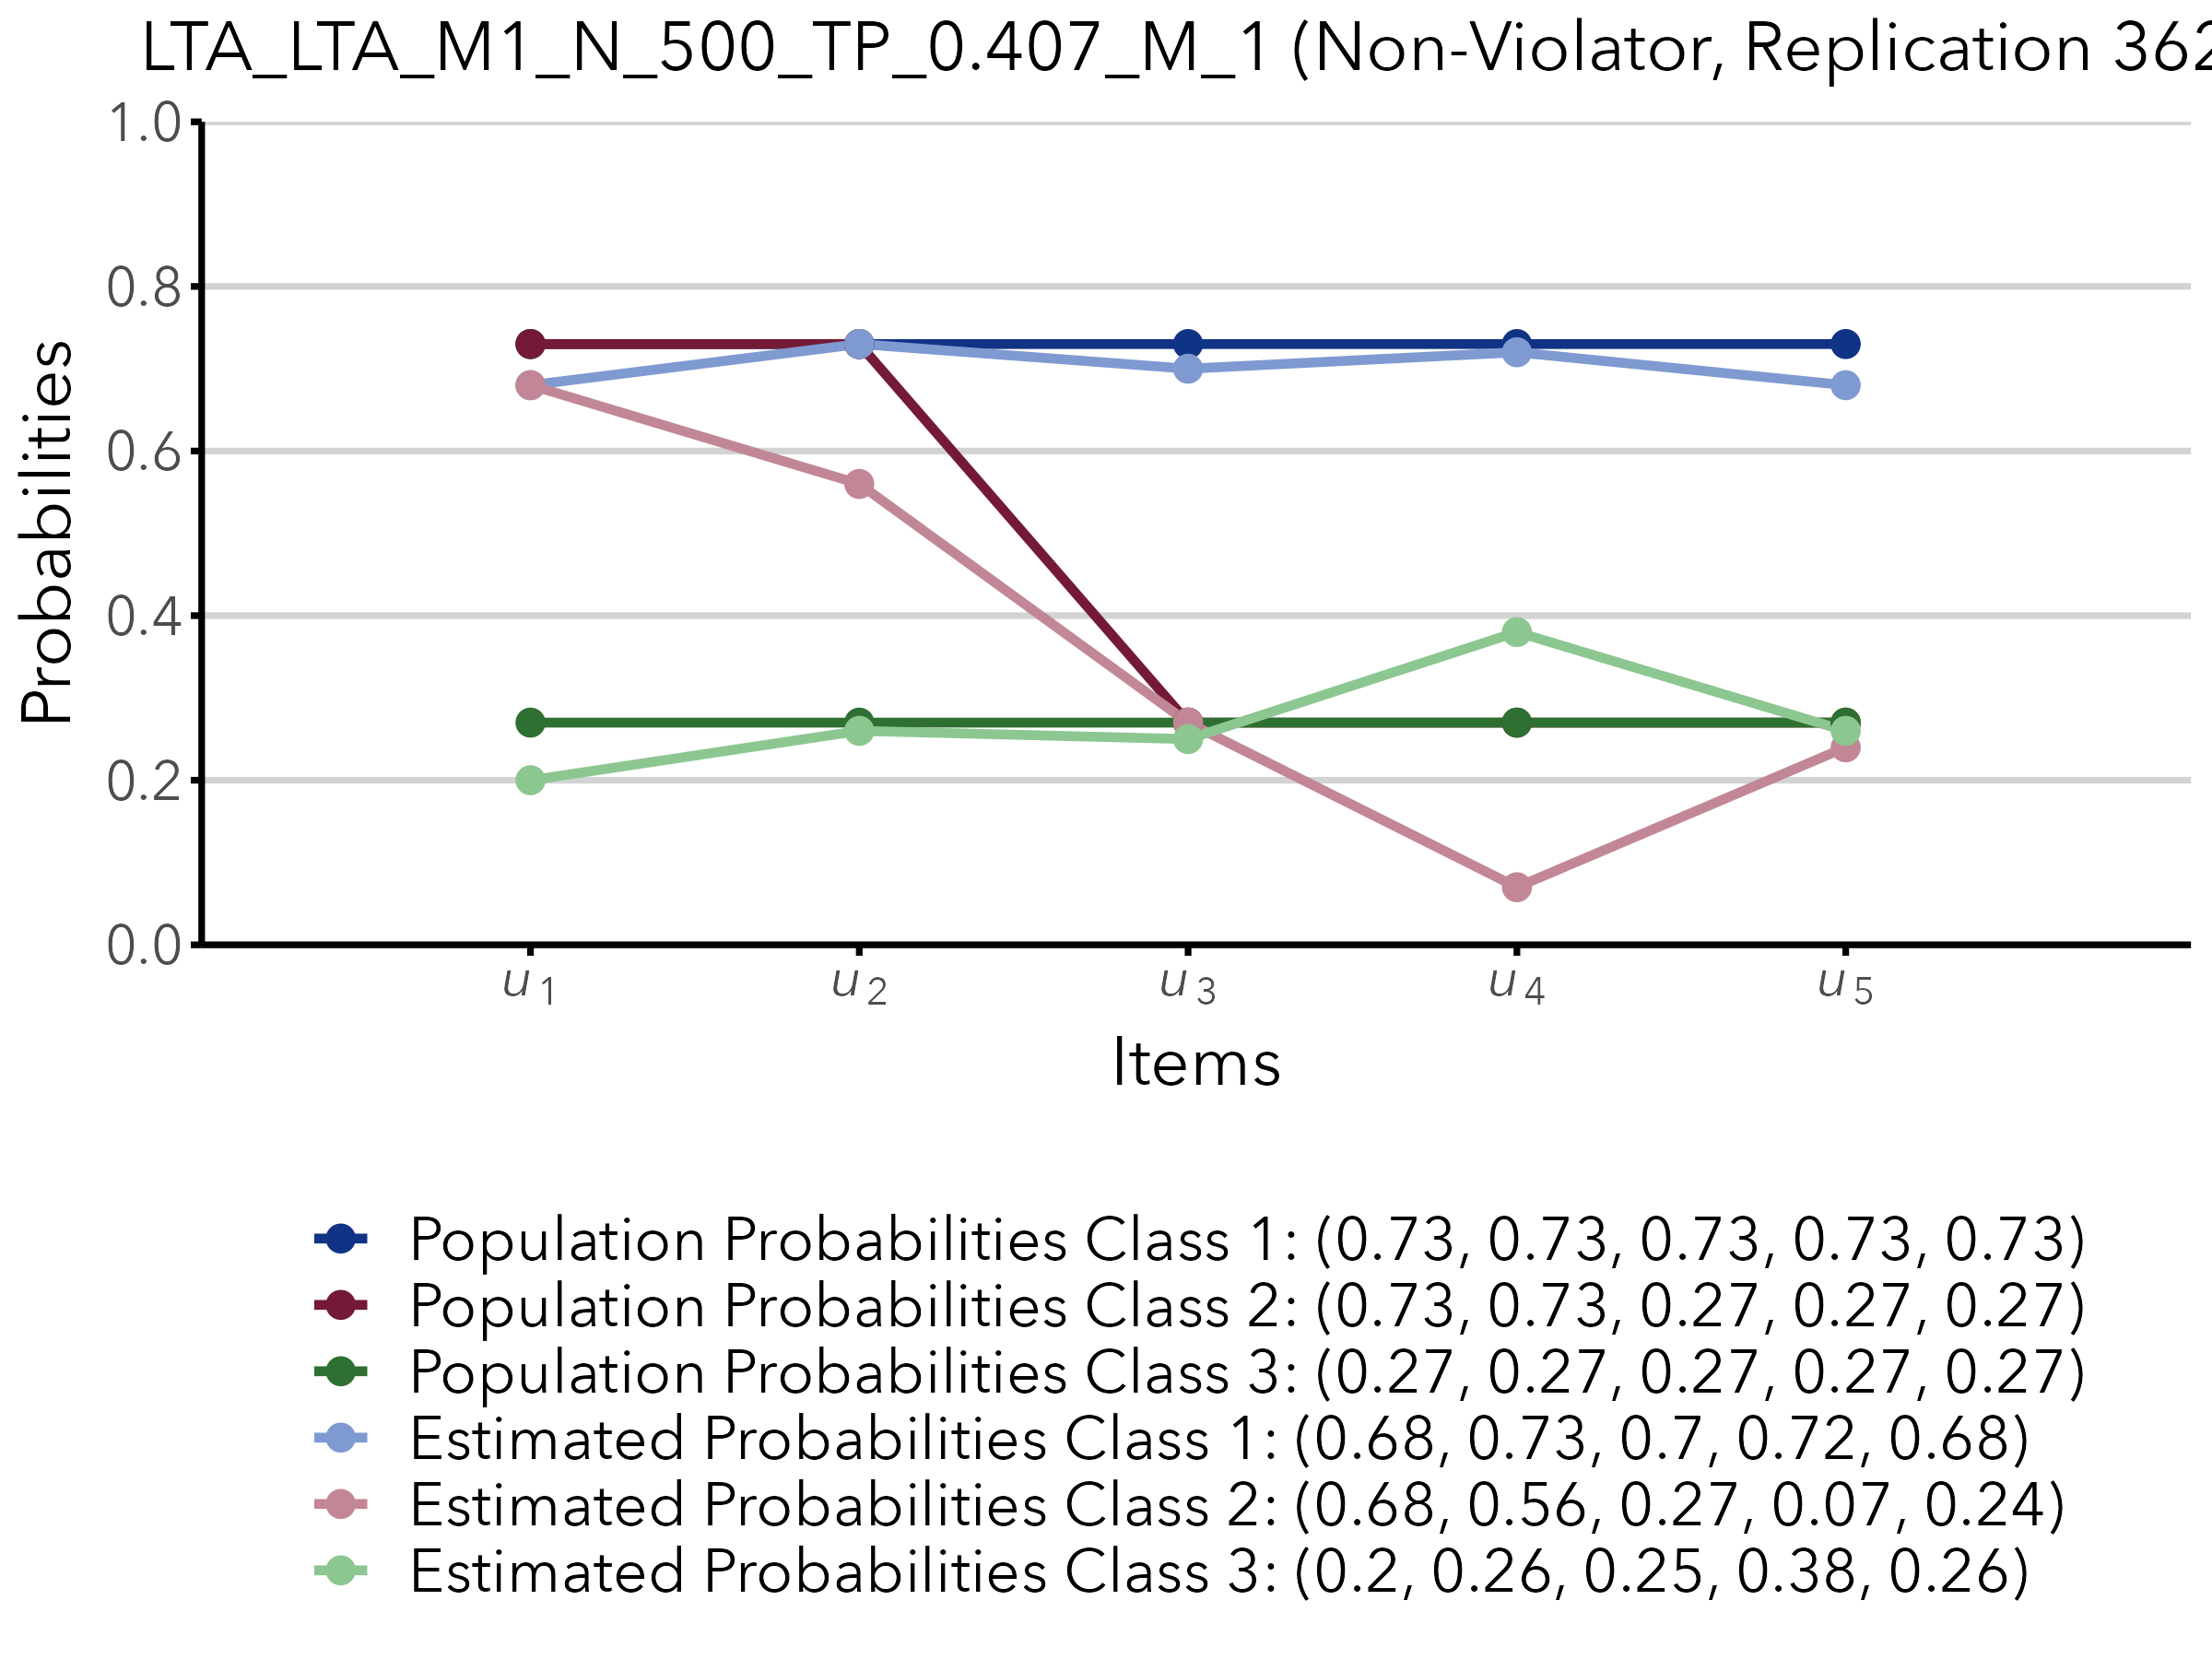 LTA_LTA_M1_N_500_TP_0.407_M_1 (Non-Violator, Replication 362
1.0
0.8
0.6
0.4
0.2
0.0
Probabilities
u1
u2
u3
u4
u5
Items
Population Probabilities Class 1: (0.73, 0.73, 0.73, 0.73, 0.73)
Population Probabilities Class 2: (0.73, 0.73, 0.27, 0.27, 0.27)
Population Probabilities Class 3: (0.27, 0.27, 0.27, 0.27, 0.27)
Estimated Probabilities Class 1: (0.68, 0.73, 0.7, 0.72, 0.68)
Estimated Probabilities Class 2: (0.68, 0.56, 0.27, 0.07, 0.24)
Estimated Probabilities Class 3: (0.2, 0.26, 0.25, 0.38, 0.26)